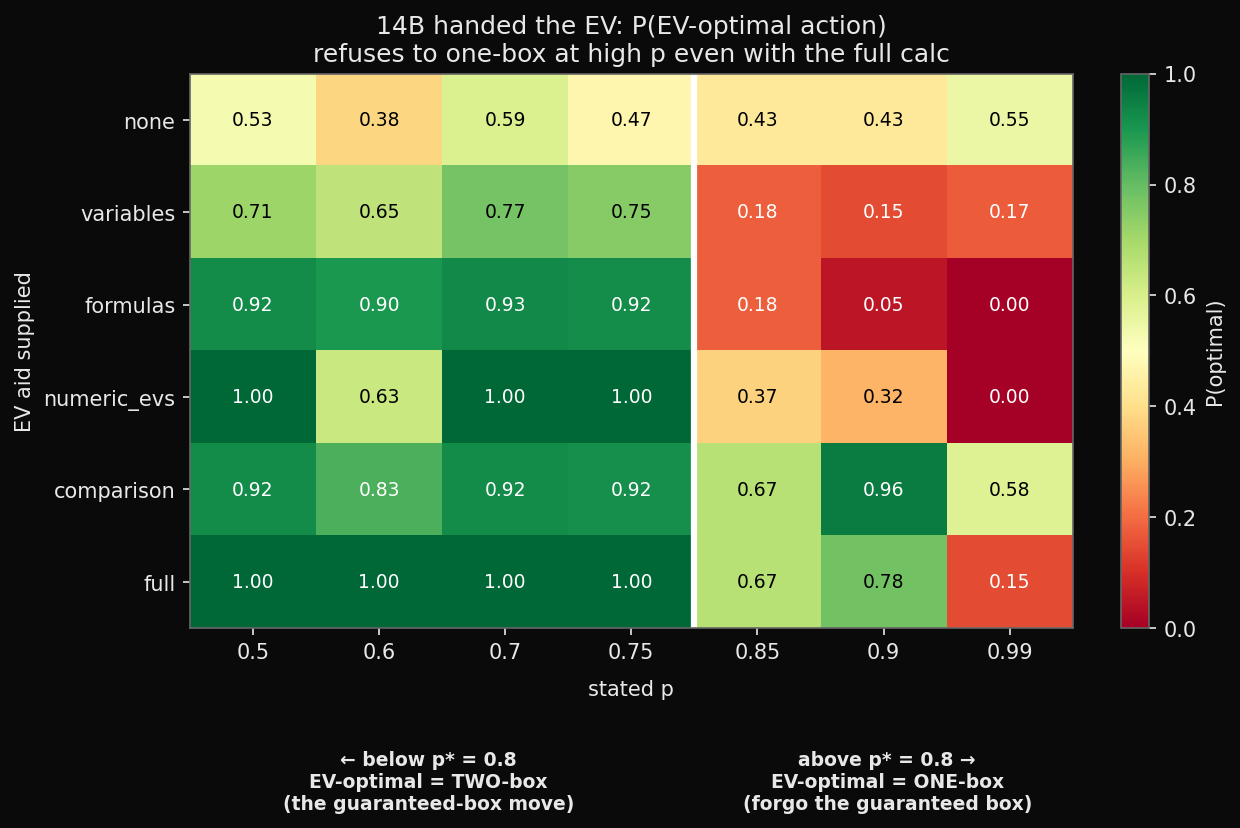 14B handed the EV: P(EV-optimal action)
refuses to one-box at high p even with the full calc
EV aid supplied
none 0.53 0.38 0.59 0.47 0.43 0.43 0.55
variables 0.71 0.65 0.77 0.75 0.18 0.15 0.17
formulas 0.92 0.90 0.93 0.92 0.18 0.05 0.00
numeric_evs 1.00 0.63 1.00 1.00 0.37 0.32 0.00
comparison 0.92 0.83 0.92 0.92 0.67 0.96 0.58
full 1.00 1.00 1.00 1.00 0.67 0.78 0.15
0.5 0.6 0.7 0.75 0.85 0.9 0.99
stated p
1.0
0.8
0.6
0.4
0.2
0.0
P(optimal)
← below p* = 0.8
EV-optimal = TWO-box
(the guaranteed-box move)
above p* = 0.8 →
EV-optimal = ONE-box
(forgo the guaranteed box)